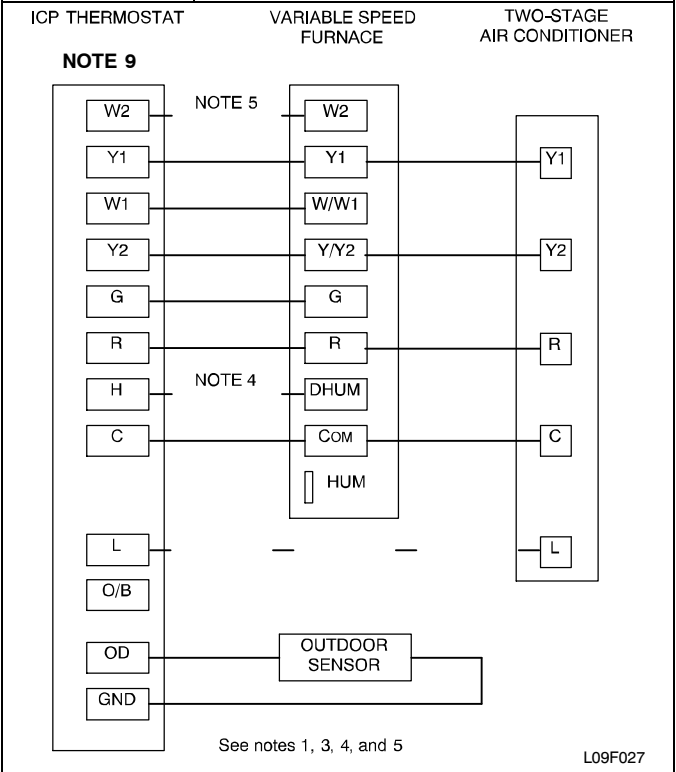 ICP THERMOSTAT VARIABLE SPEED FURNACE TWO-STAGE AIR CONDITIONER
NOTE 9
W2 NOTE 5 W2
Y1 Y1 Y1
W1 W/W1
Y2 Y/Y2 Y2
G G
R R R
H NOTE 4 DHUM
C COM C
HUM
L L
O/B
OD OUTDOOR SENSOR
GND
See notes 1, 3, 4, and 5
L09F027